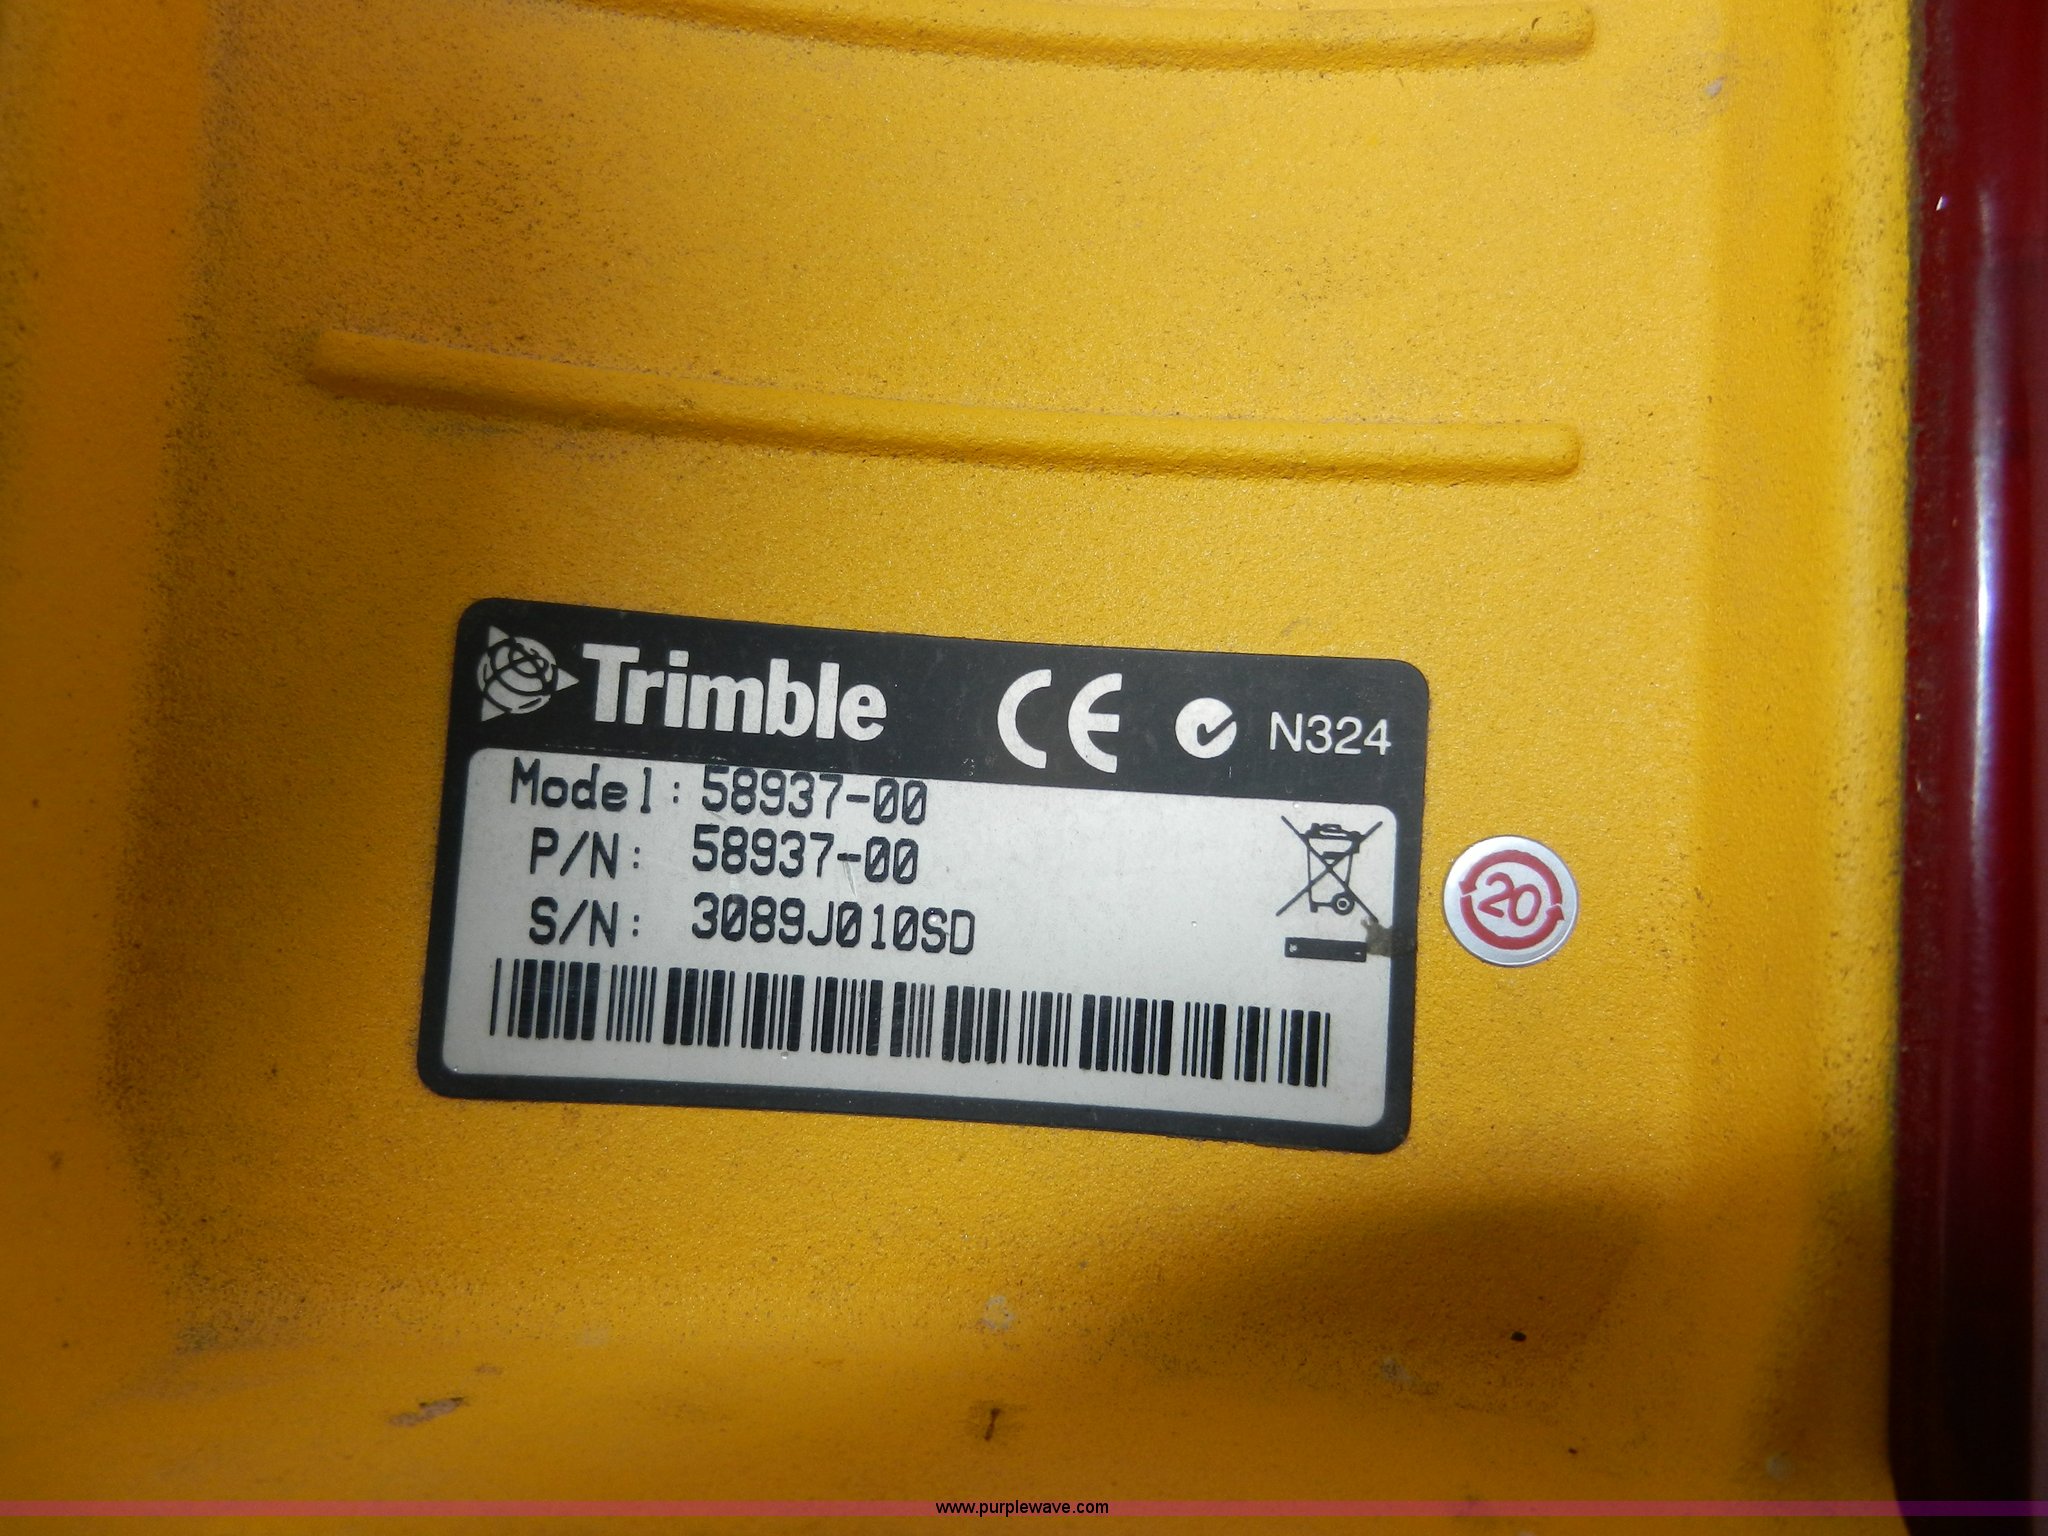 Trimble CE N324
Model: 58937-00
P/N: 58937-00
S/N: 3089J010SD
20
www.purplewave.com